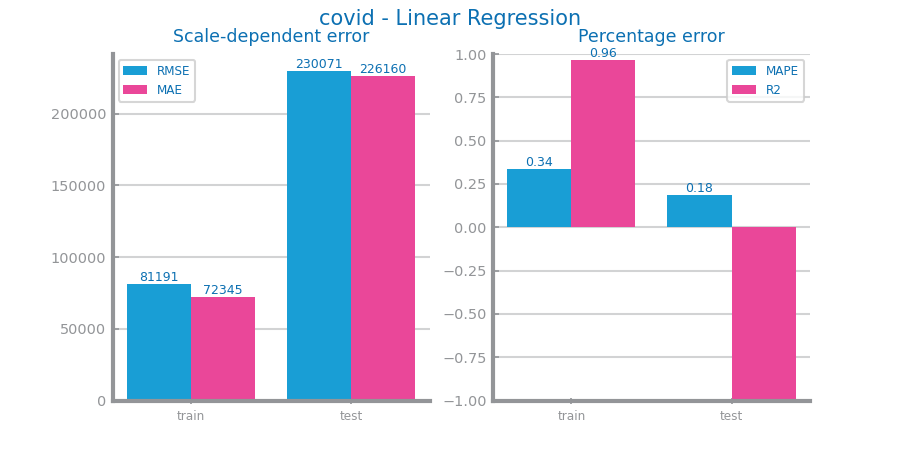 covid - Linear Regression
Scale-dependent error
RMSE
MAE
230071
226160
81191
72345
200000
150000
100000
50000
0
train
test
Percentage error
MAPE
R2
0.96
0.34
0.18
1.00
0.75
0.50
0.25
0.00
−0.25
−0.50
−0.75
−1.00
train
test